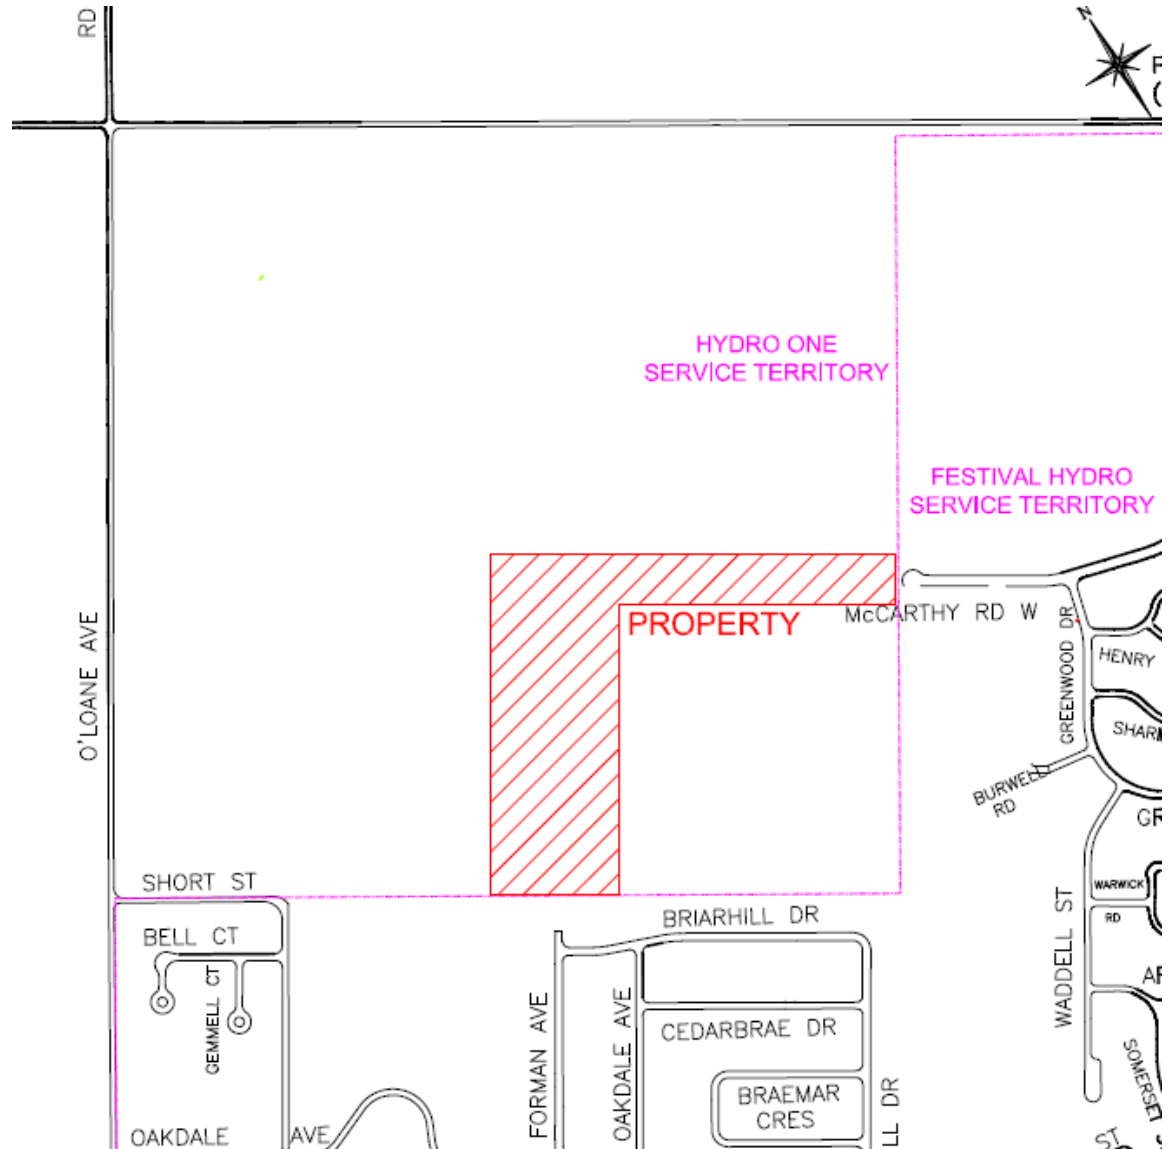 RD
N
HYDRO ONE
SERVICE TERRITORY
FESTIVAL HYDRO
SERVICE TERRITORY
PROPERTY
McCARTHY RD W
O'LOANE AVE
GREENWOOD DR
HENRY
BURWELL
RD
SHORT ST
WARWICK
RD
BELL CT
GEMMELL CT
BRIARHILL DR
WADDELL ST
FORMAN AVE
OAKDALE AVE
CEDARBRAE DR
BRAEMAR
CRES
LL DR
OAKDALE AVE
ST